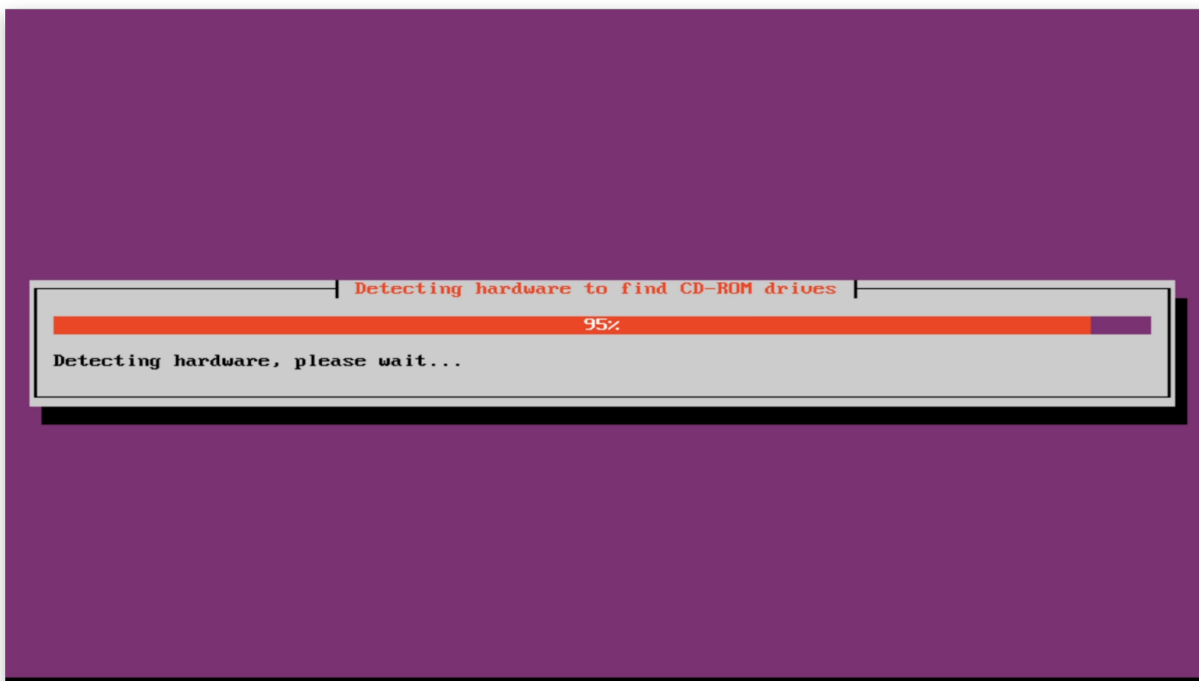 Detecting hardware to find CD-ROM drives
95%
Detecting hardware, please wait...